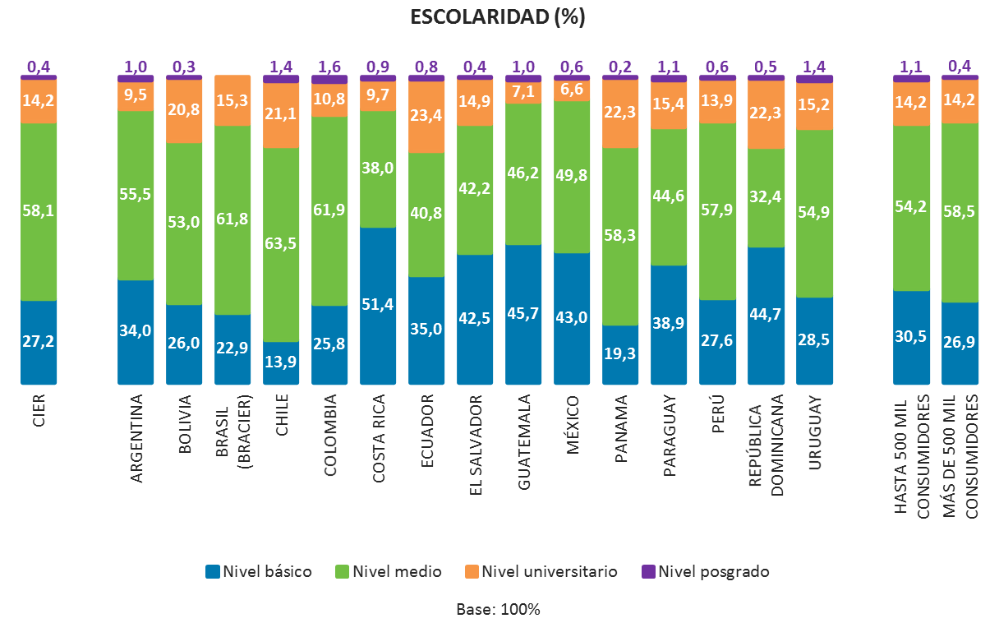 ESCOLARIDAD (%)
0,4 1,0 0,3 1,4 1,6 0,9 0,8 0,4 1,0 0,6 0,2 1,1 0,6 0,5 1,4 1,1 0,4
14,2 9,5 20,8 15,3 21,1 10,8 9,7 23,4 14,9 7,1 6,6 22,3 15,4 13,9 22,3 15,2 14,2 14,2
58,1 55,5 53,0 61,8 63,5 61,9 38,0 40,8 42,2 46,2 49,8 58,3 44,6 57,9 32,4 54,9 54,2 58,5
27,2 34,0 26,0 22,9 13,9 25,8 51,4 35,0 42,5 45,7 43,0 19,3 38,9 27,6 44,7 28,5 30,5 26,9
CIER
ARGENTINA
BOLIVIA
BRASIL
(BRACIER)
CHILE
COLOMBIA
COSTA RICA
ECUADOR
EL SALVADOR
GUATEMALA
MÉXICO
PANAMA
PARAGUAY
PERÚ
REPÚBLICA
DOMINICANA
URUGUAY
HASTA 500 MIL
CONSUMIDORES
MÁS DE 500 MIL
CONSUMIDORES
Nivel básico Nivel medio Nivel universitario Nivel posgrado
Base: 100%